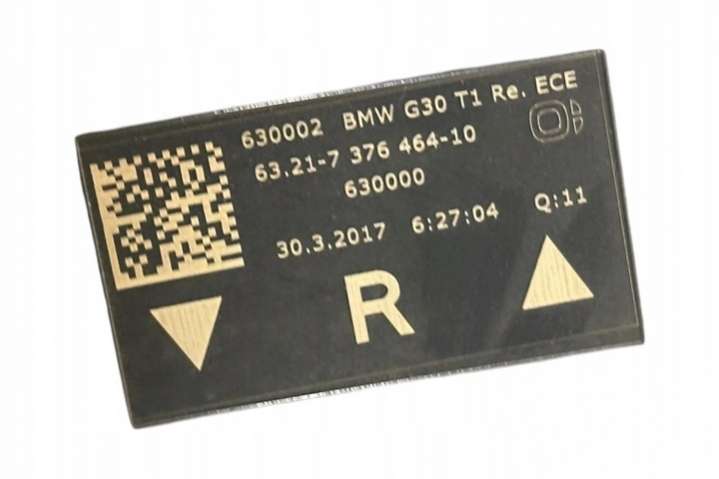 630002 BMW G30 T1 Re. ECE
63.21-7 376 464-10
630000
30.3.2017 6:27:04 Q:11
R